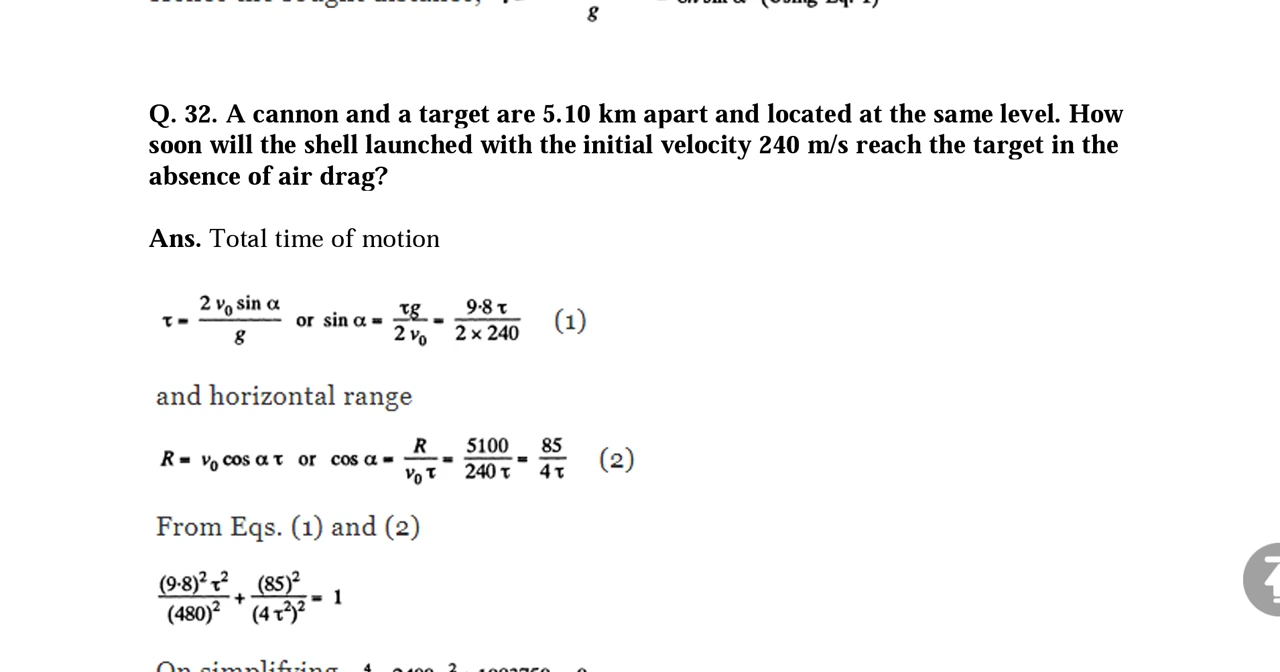 g
Q. 32. A cannon and a target are 5.10 km apart and located at the same level. How
soon will the shell launched with the initial velocity 240 m/s reach the target in the
absence of air drag?
Ans. Total time of motion
τ = 2 v₀ sin α / g or sin α = τg / 2 v₀ = 9·8 τ / 2 × 240 (1)
and horizontal range
R = v₀ cos α τ or cos α = R / v₀ τ = 5100 / 240 τ = 85 / 4 τ (2)
From Eqs. (1) and (2)
(9·8)² τ² / (480)² + (85)² / (4 τ²)² = 1
On simplifying